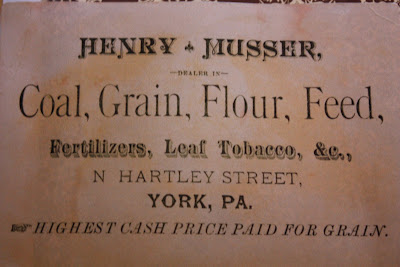 HENRY MUSSER,
—DEALER IN—
Coal, Grain, Flour, Feed,
Fertilizers, Leaf Tobacco, &c.,
N HARTLEY STREET,
YORK, PA.
HIGHEST CASH PRICE PAID FOR GRAIN.